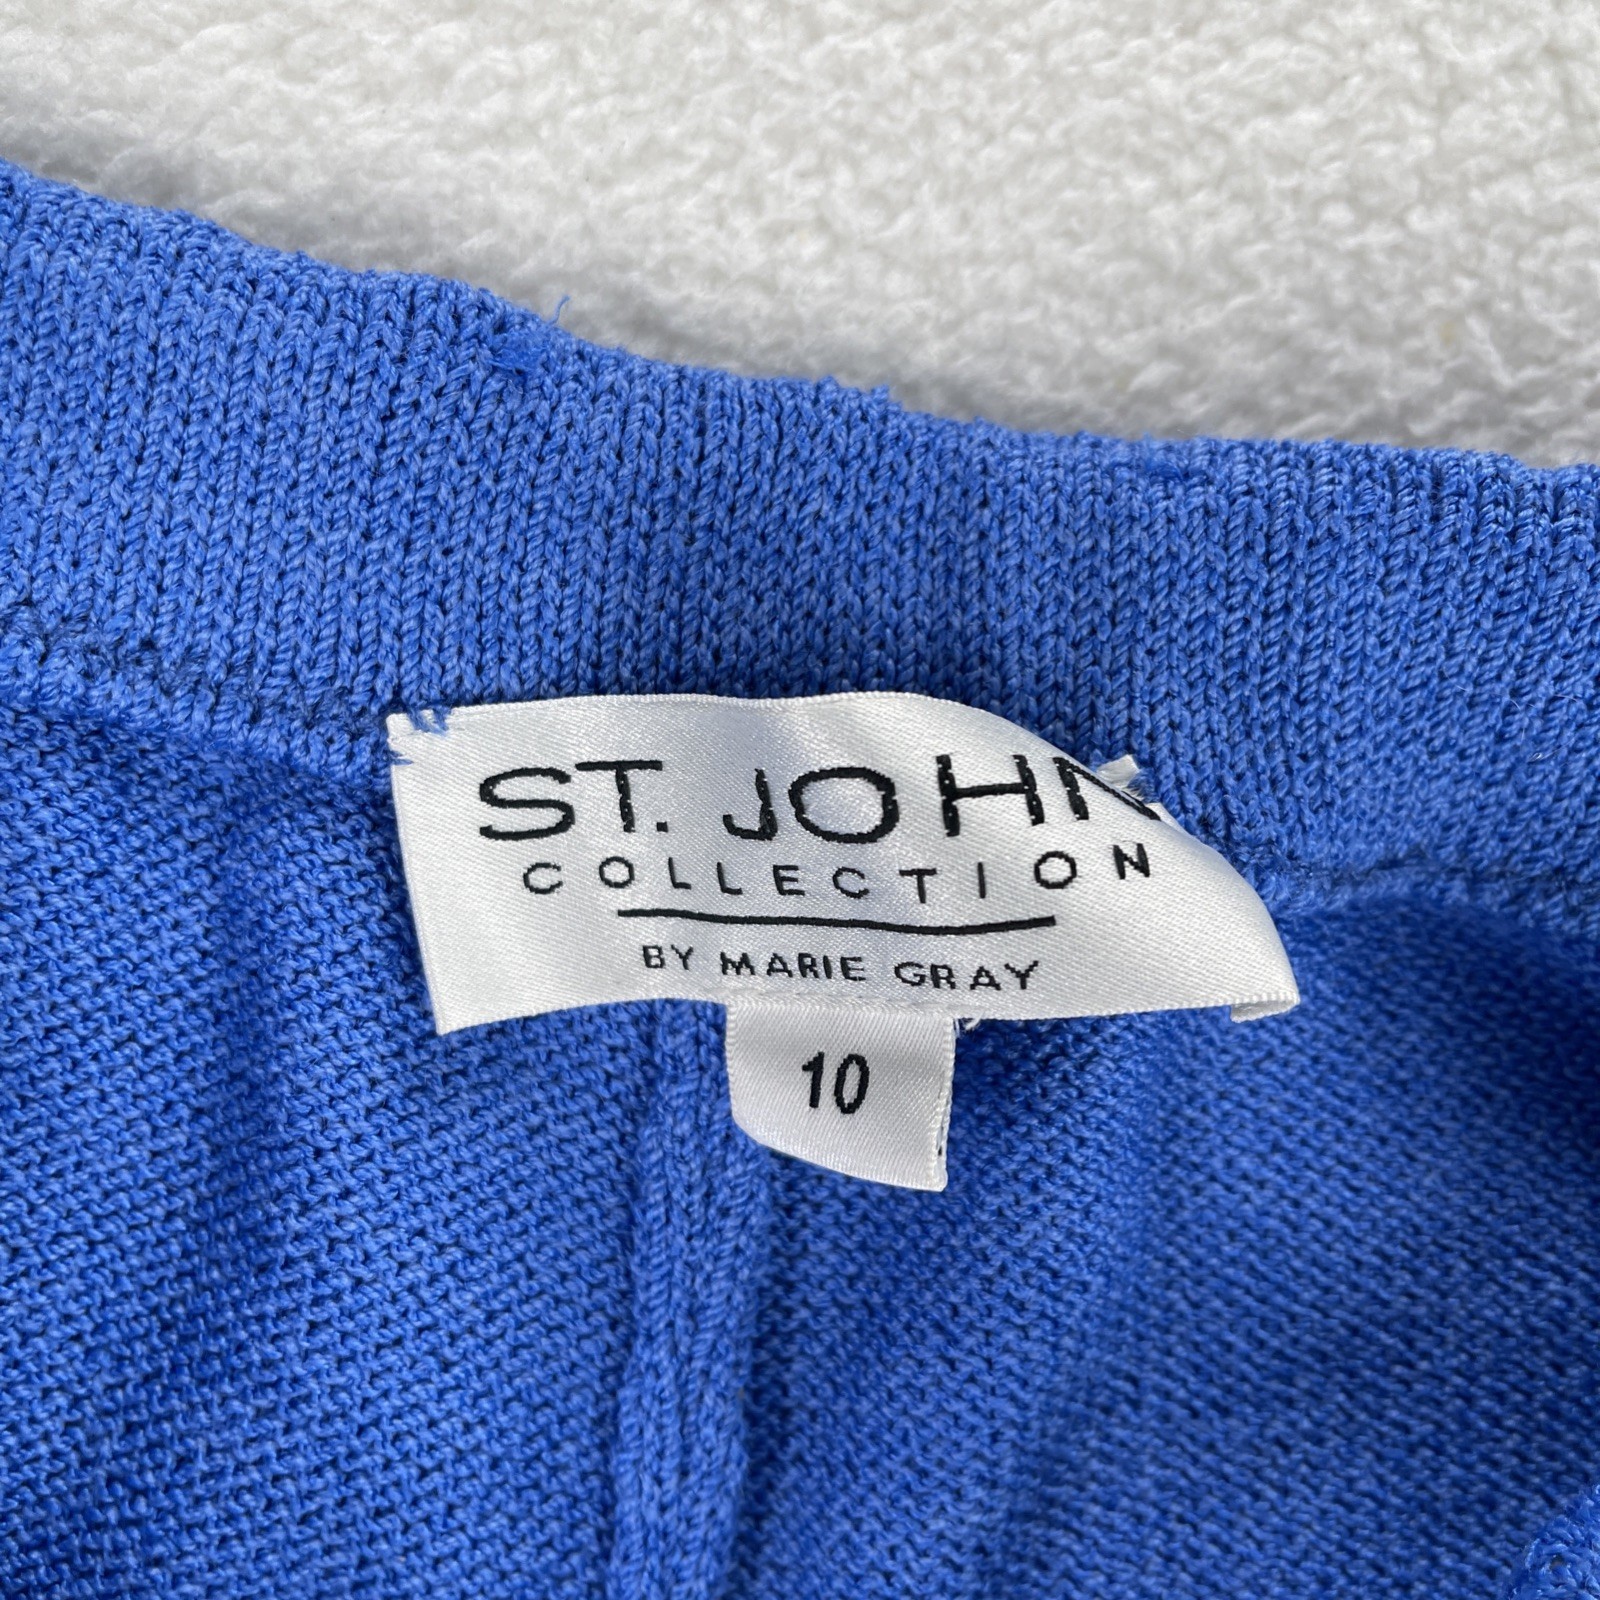 ST. JOHN
COLLECTION
BY MARIE GRAY
10